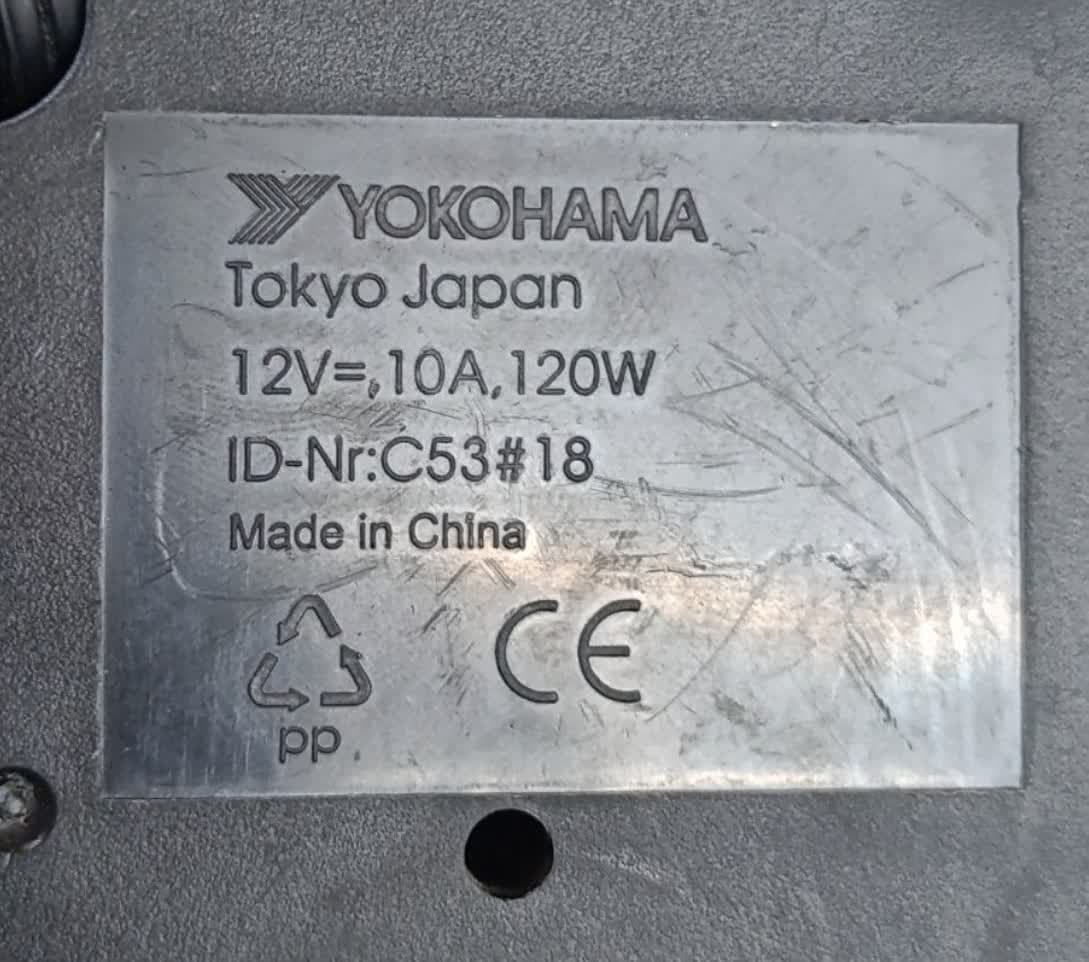 YOKOHAMA
Tokyo Japan
12V=,10A,120W
ID-Nr:C53#18
Made in China
CE
pp